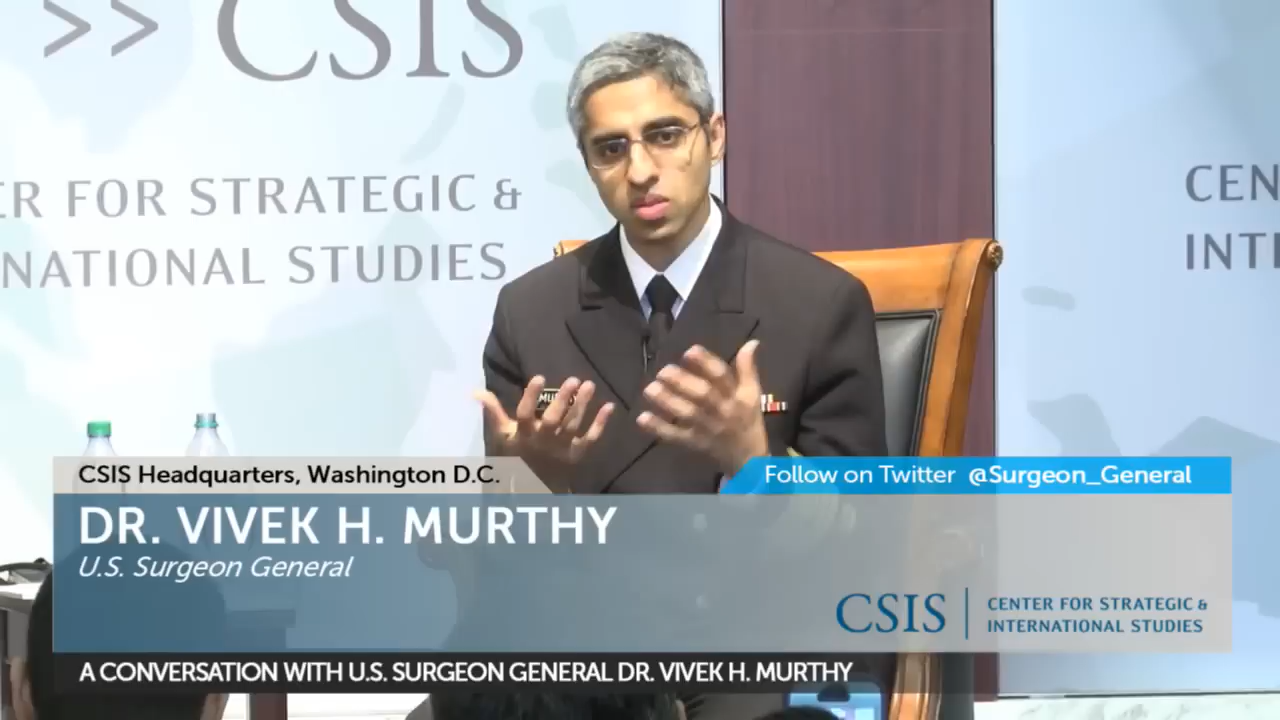 >> CSIS
ER FOR STRATEGIC &
NATIONAL STUDIES
CEN
INTE
CSIS Headquarters, Washington D.C.
Follow on Twitter @Surgeon_General
DR. VIVEK H. MURTHY
U.S. Surgeon General
CSIS
CENTER FOR STRATEGIC &
INTERNATIONAL STUDIES
A CONVERSATION WITH U.S. SURGEON GENERAL DR. VIVEK H. MURTHY